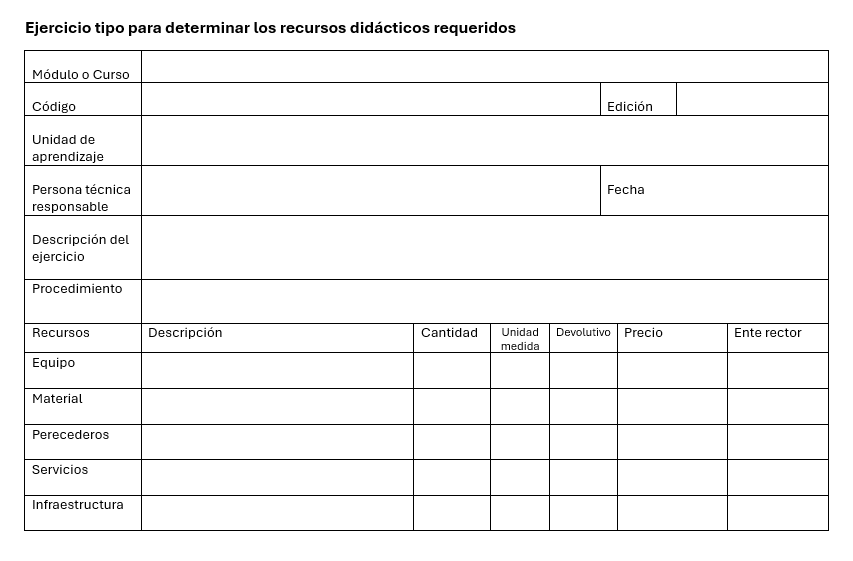 Ejercicio tipo para determinar los recursos didácticos requeridos
Módulo o Curso
Código
Edición
Unidad de
aprendizaje
Persona técnica
responsable
Fecha
Descripción del
ejercicio
Procedimiento
Recursos
Descripción
Cantidad
Unidad
medida
Devolutivo
Precio
Ente rector
Equipo
Material
Perecederos
Servicios
Infraestructura